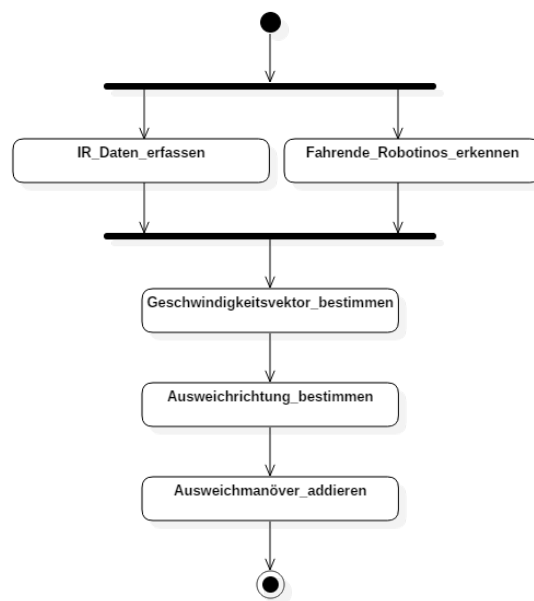 IR_Daten_erfassen
Fahrende_Robotinos_erkennen
Geschwindigkeitsvektor_bestimmen
Ausweichrichtung_bestimmen
Ausweichmanöver_addieren